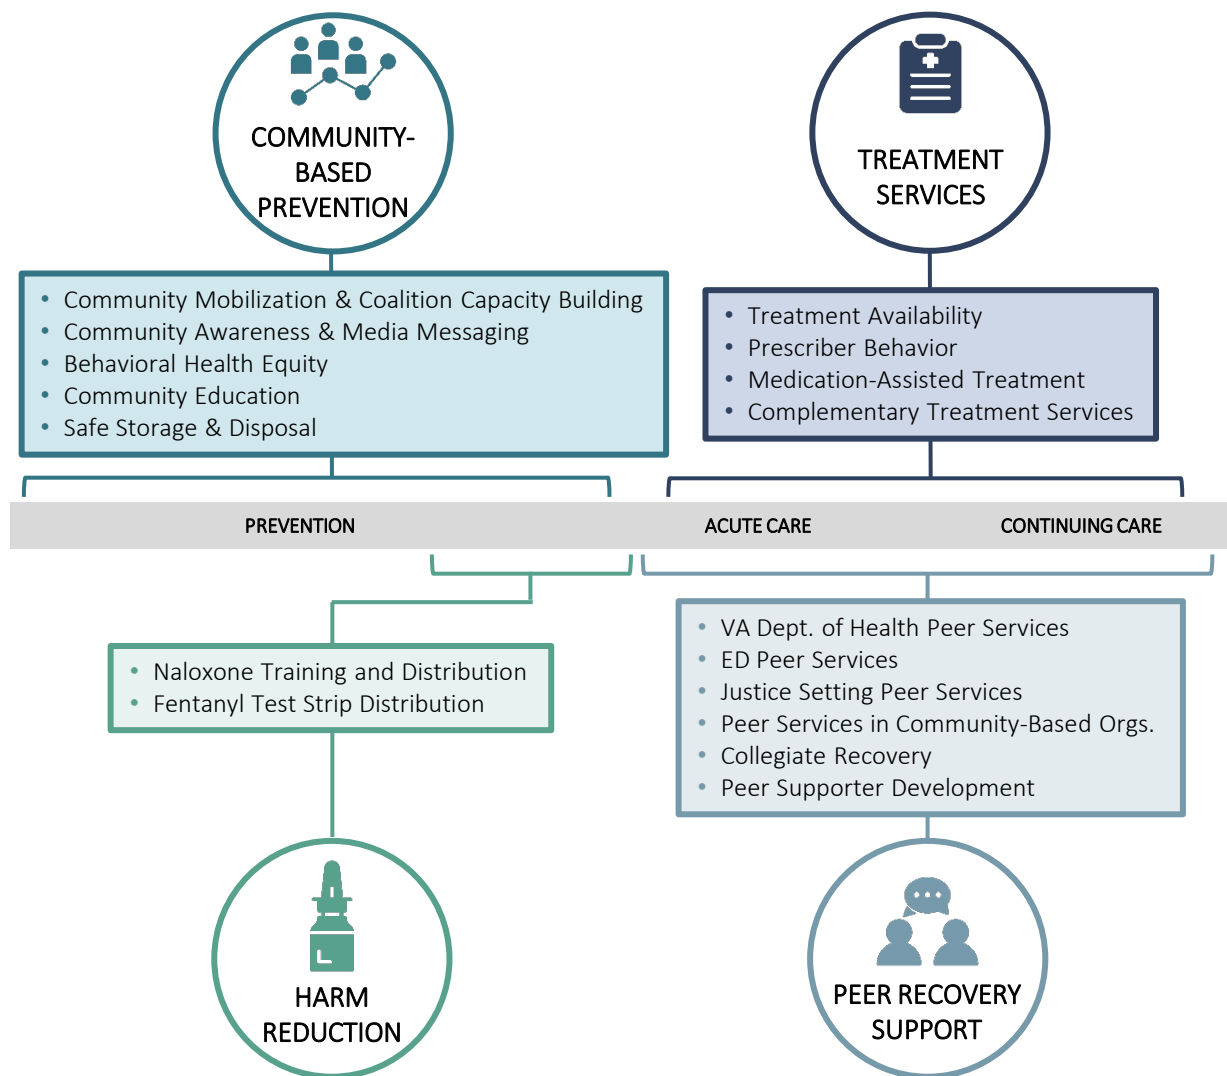 COMMUNITY-
BASED
PREVENTION
• Community Mobilization & Coalition Capacity Building
• Community Awareness & Media Messaging
• Behavioral Health Equity
• Community Education
• Safe Storage & Disposal
TREATMENT
SERVICES
• Treatment Availability
• Prescriber Behavior
• Medication-Assisted Treatment
• Complementary Treatment Services
PREVENTION
ACUTE CARE
CONTINUING CARE
• Naloxone Training and Distribution
• Fentanyl Test Strip Distribution
HARM
REDUCTION
• VA Dept. of Health Peer Services
• ED Peer Services
• Justice Setting Peer Services
• Peer Services in Community-Based Orgs.
• Collegiate Recovery
• Peer Supporter Development
PEER RECOVERY
SUPPORT